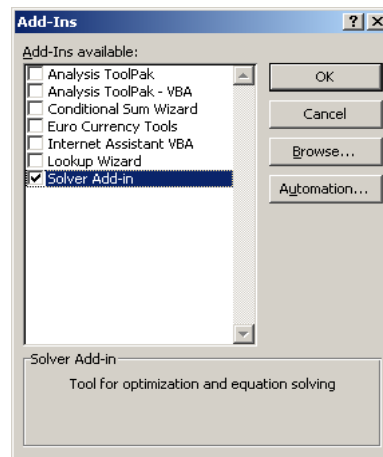 Add-Ins
Add-Ins available:
Analysis ToolPak
Analysis ToolPak - VBA
Conditional Sum Wizard
Euro Currency Tools
Internet Assistant VBA
Lookup Wizard
Solver Add-in
OK
Cancel
Browse...
Automation...
Solver Add-in
Tool for optimization and equation solving